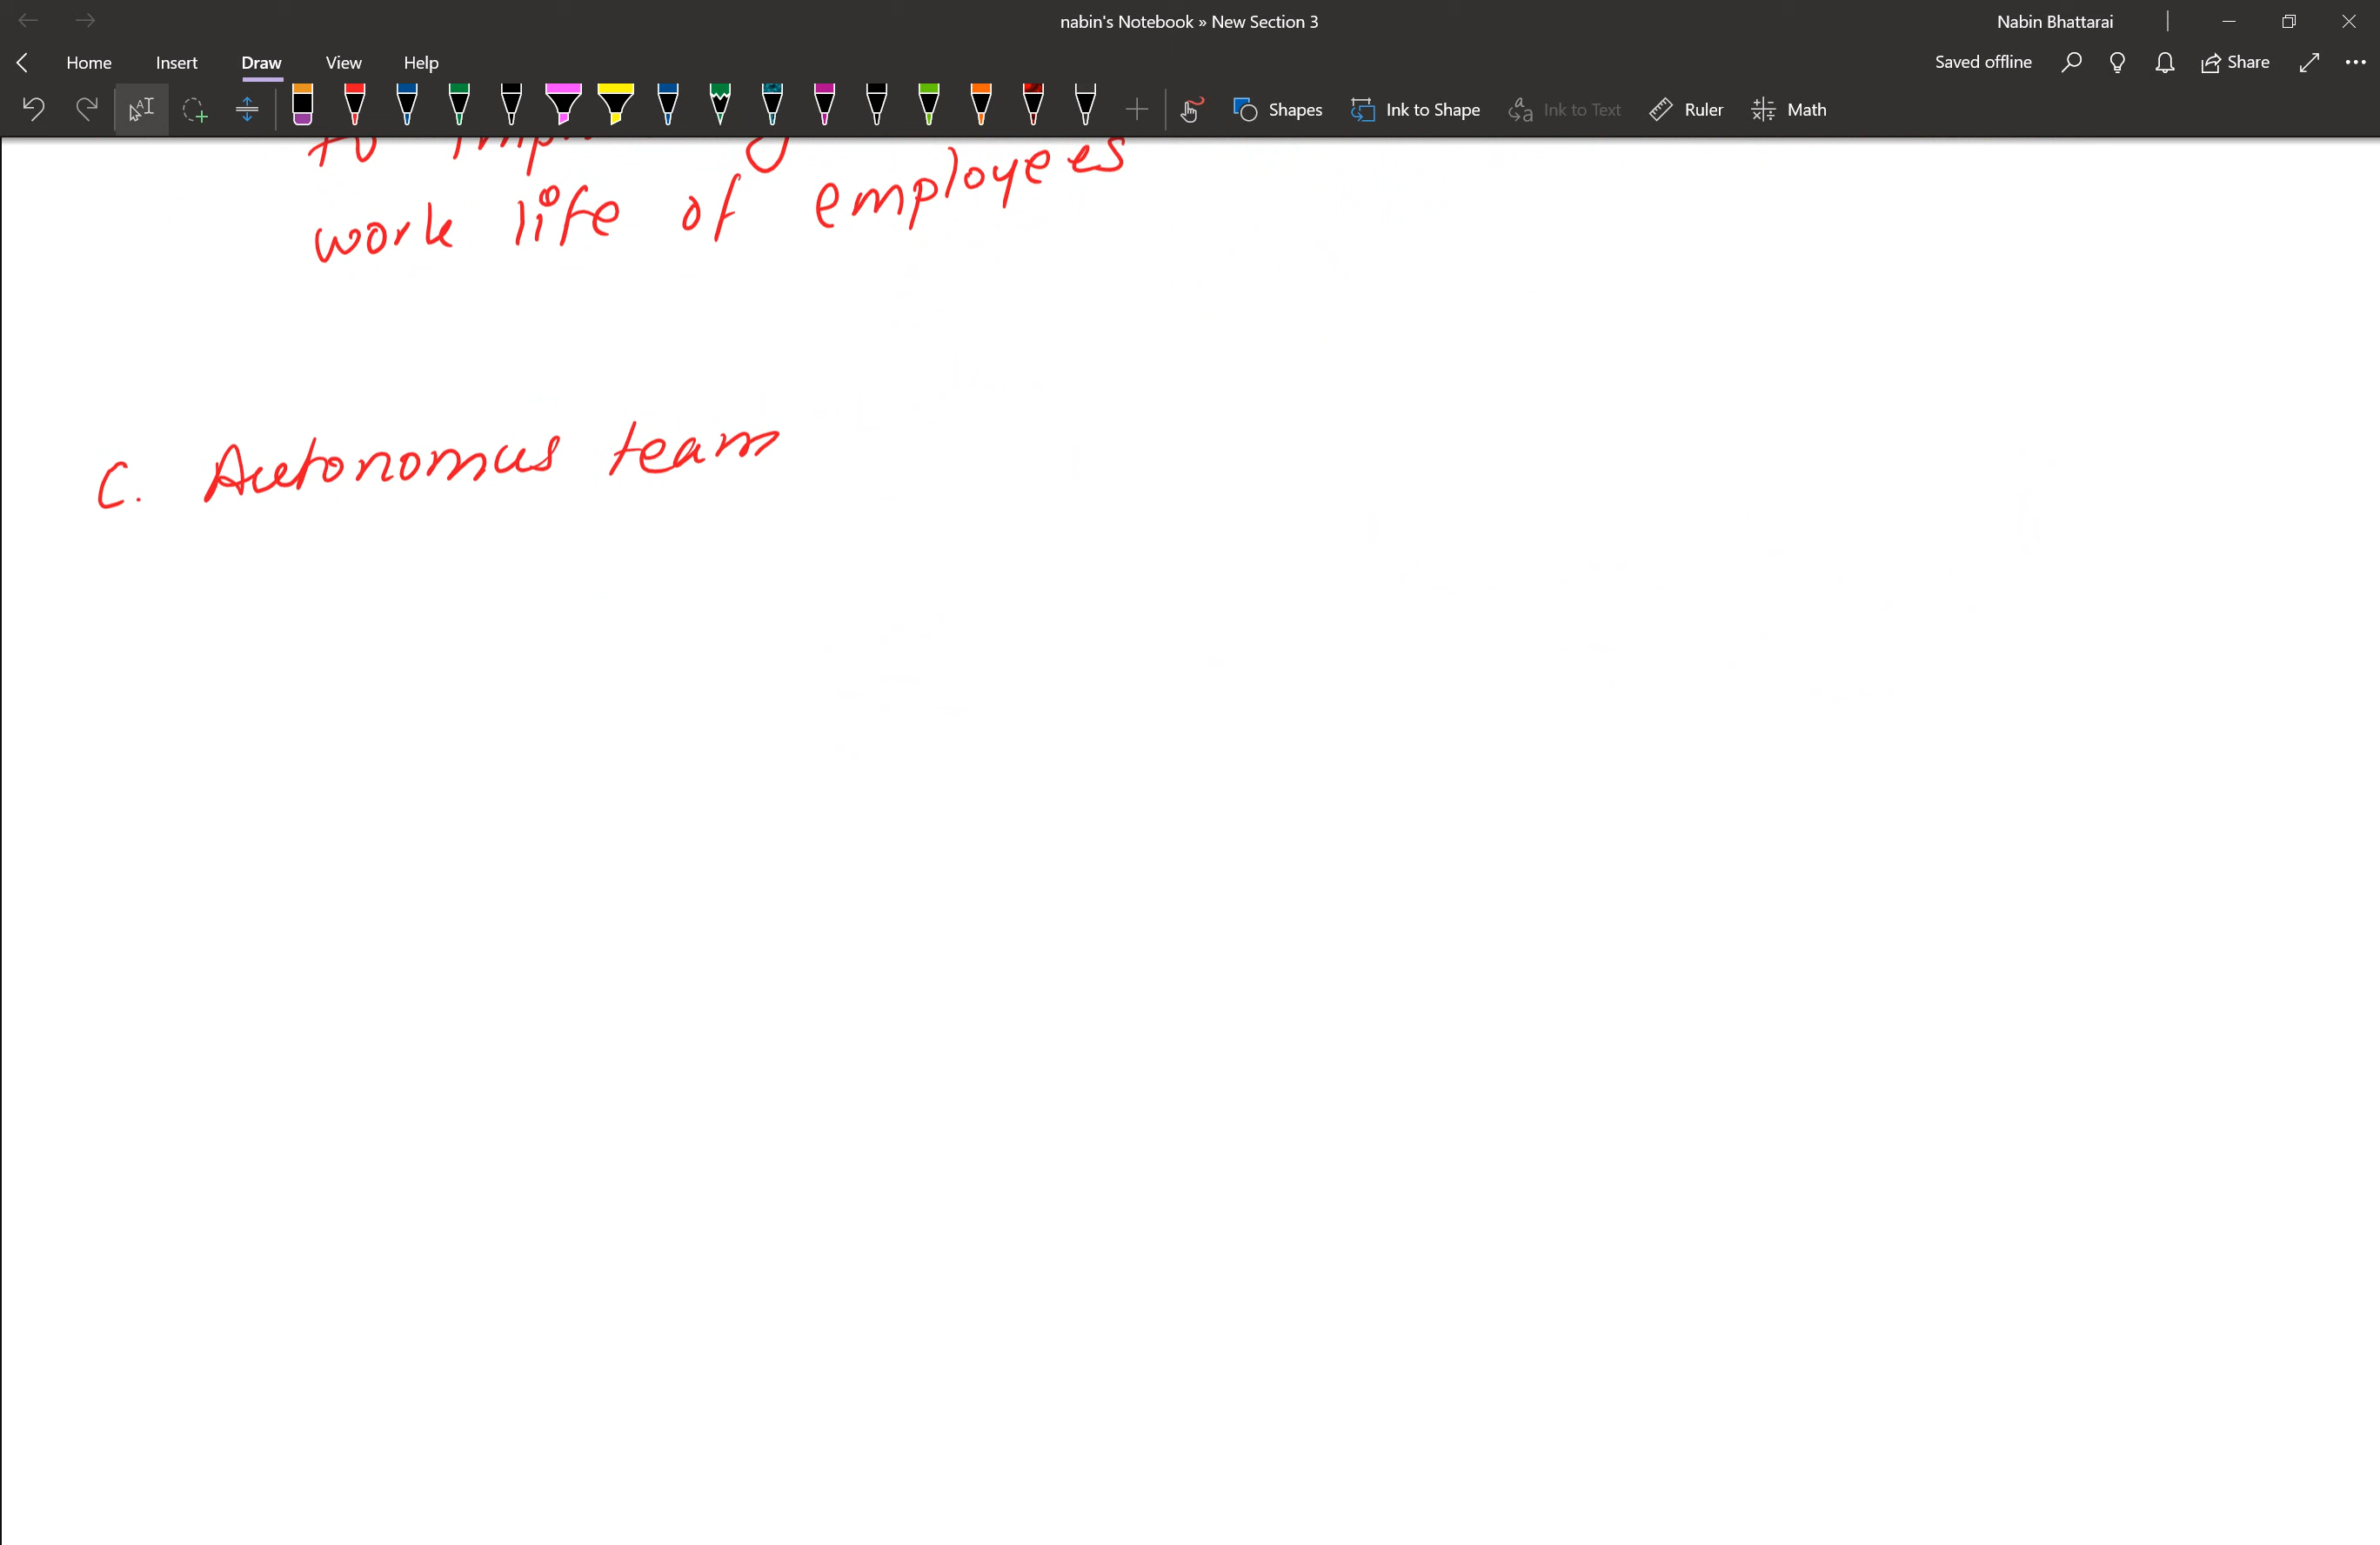 nabin's Notebook » New Section 3
Nabin Bhattarai
Home Insert Draw View Help
Saved offline
Share
Shapes
Ink to Shape
Ink to Text
Ruler
Math
to
work life of employees
C. Autonomus team